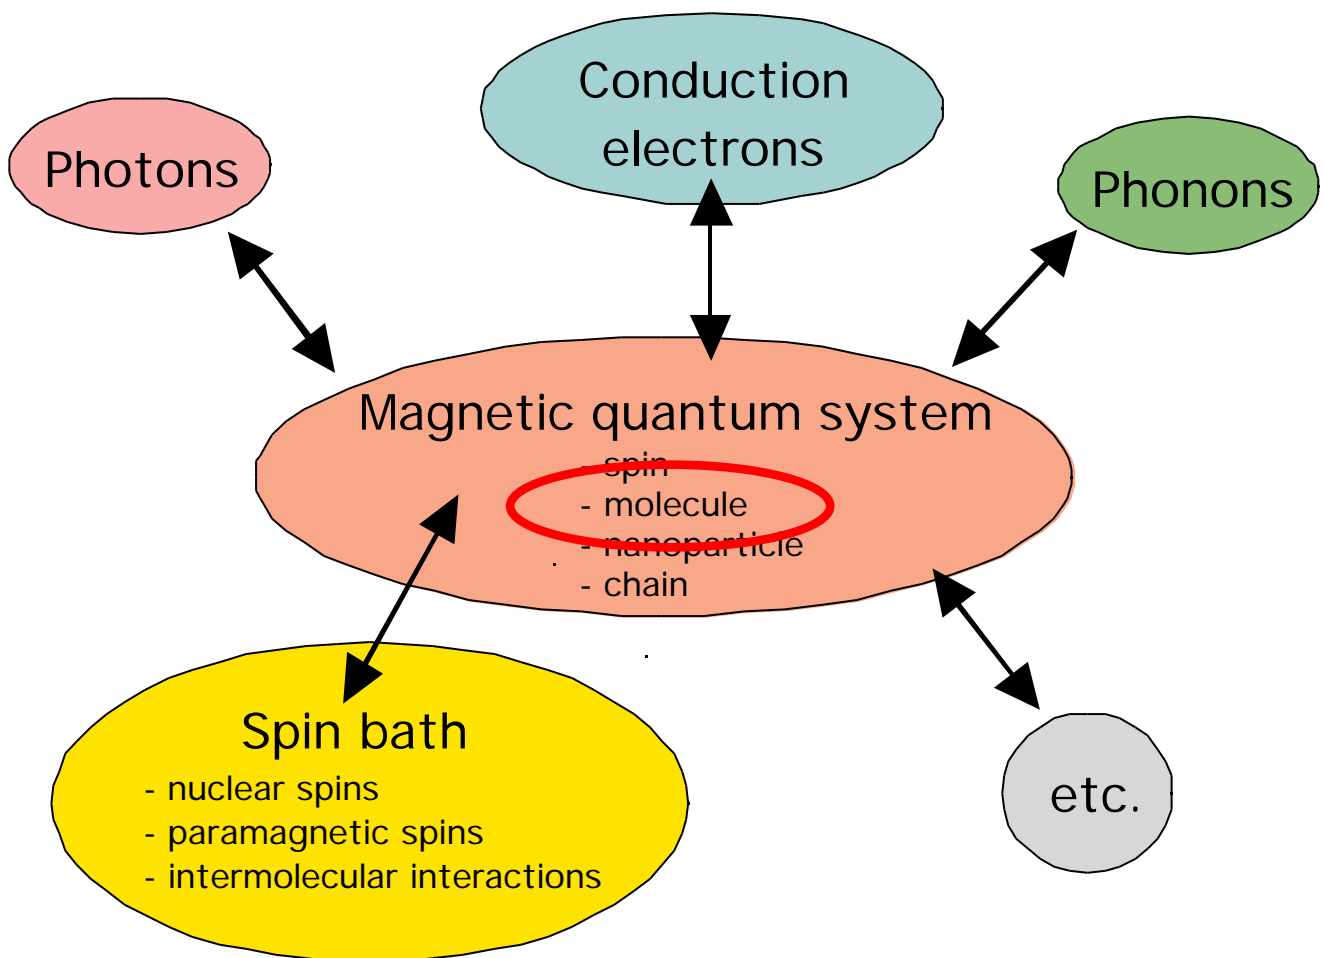 Conduction
electrons
Photons
Phonons
Magnetic quantum system
- spin
- molecule
- nanoparticle
- chain
Spin bath
- nuclear spins
- paramagnetic spins
- intermolecular interactions
etc.